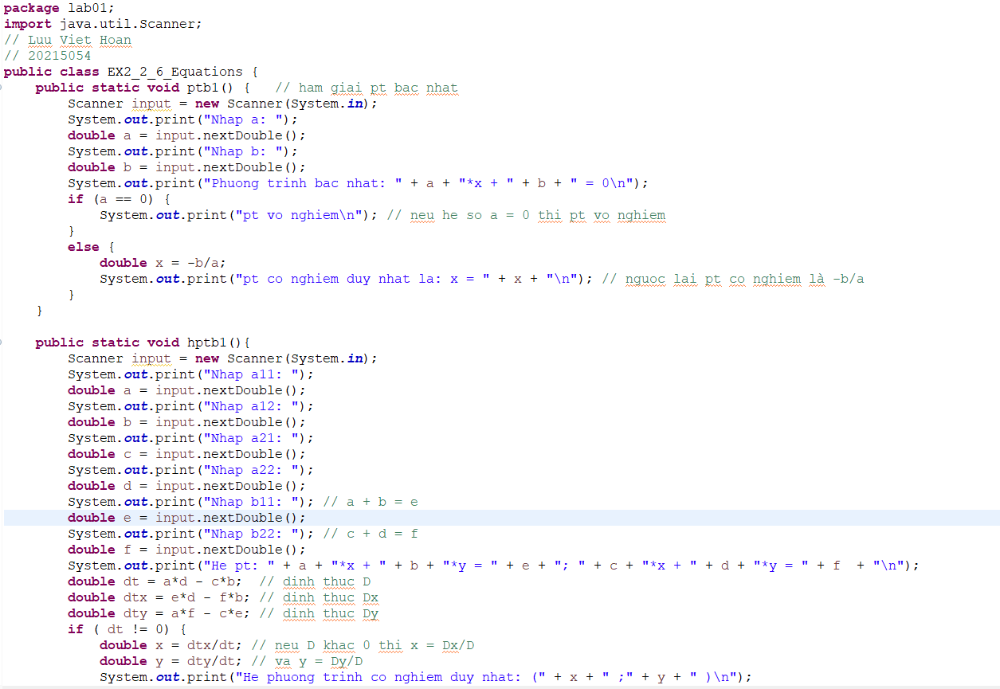 package lab01;
import java.util.Scanner;
// Luu Viet Hoan
// 20215054
public class EX2_2_6_Equations {
    public static void ptb1() {   // ham giai pt bac nhat
        Scanner input = new Scanner(System.in);
        System.out.print("Nhap a: ");
        double a = input.nextDouble();
        System.out.print("Nhap b: ");
        double b = input.nextDouble();
        System.out.print("Phuong trinh bac nhat: " + a + "*x + " + b + " = 0\n");
        if (a == 0) {
            System.out.print("pt vo nghiem\n"); // neu he so a = 0 thi pt vo nghiem
        }
        else {
            double x = -b/a;
            System.out.print("pt co nghiem duy nhat la: x = " + x + "\n"); // nguoc lai pt co nghiem là -b/a
        }
    }

    public static void hptb1(){
        Scanner input = new Scanner(System.in);
        System.out.print("Nhap a11: ");
        double a = input.nextDouble();
        System.out.print("Nhap a12: ");
        double b = input.nextDouble();
        System.out.print("Nhap a21: ");
        double c = input.nextDouble();
        System.out.print("Nhap a22: ");
        double d = input.nextDouble();
        System.out.print("Nhap b11: "); // a + b = e
        double e = input.nextDouble();
        System.out.print("Nhap b22: "); // c + d = f
        double f = input.nextDouble();
        System.out.print("He pt: " + a + "*x + " + b + "*y = " + e + "; " + c + "*x + " + d + "*y = " + f  + "\n");
        double dt = a*d - c*b;  // dinh thuc D
        double dtx = e*d - f*b; // dinh thuc Dx
        double dty = a*f - c*e; // dinh thuc Dy
        if ( dt != 0) {
            double x = dtx/dt; // neu D khac 0 thi x = Dx/D
            double y = dty/dt; // va y = Dy/D
            System.out.print("He phuong trinh co nghiem duy nhat: (" + x + " ;" + y + " )\n");